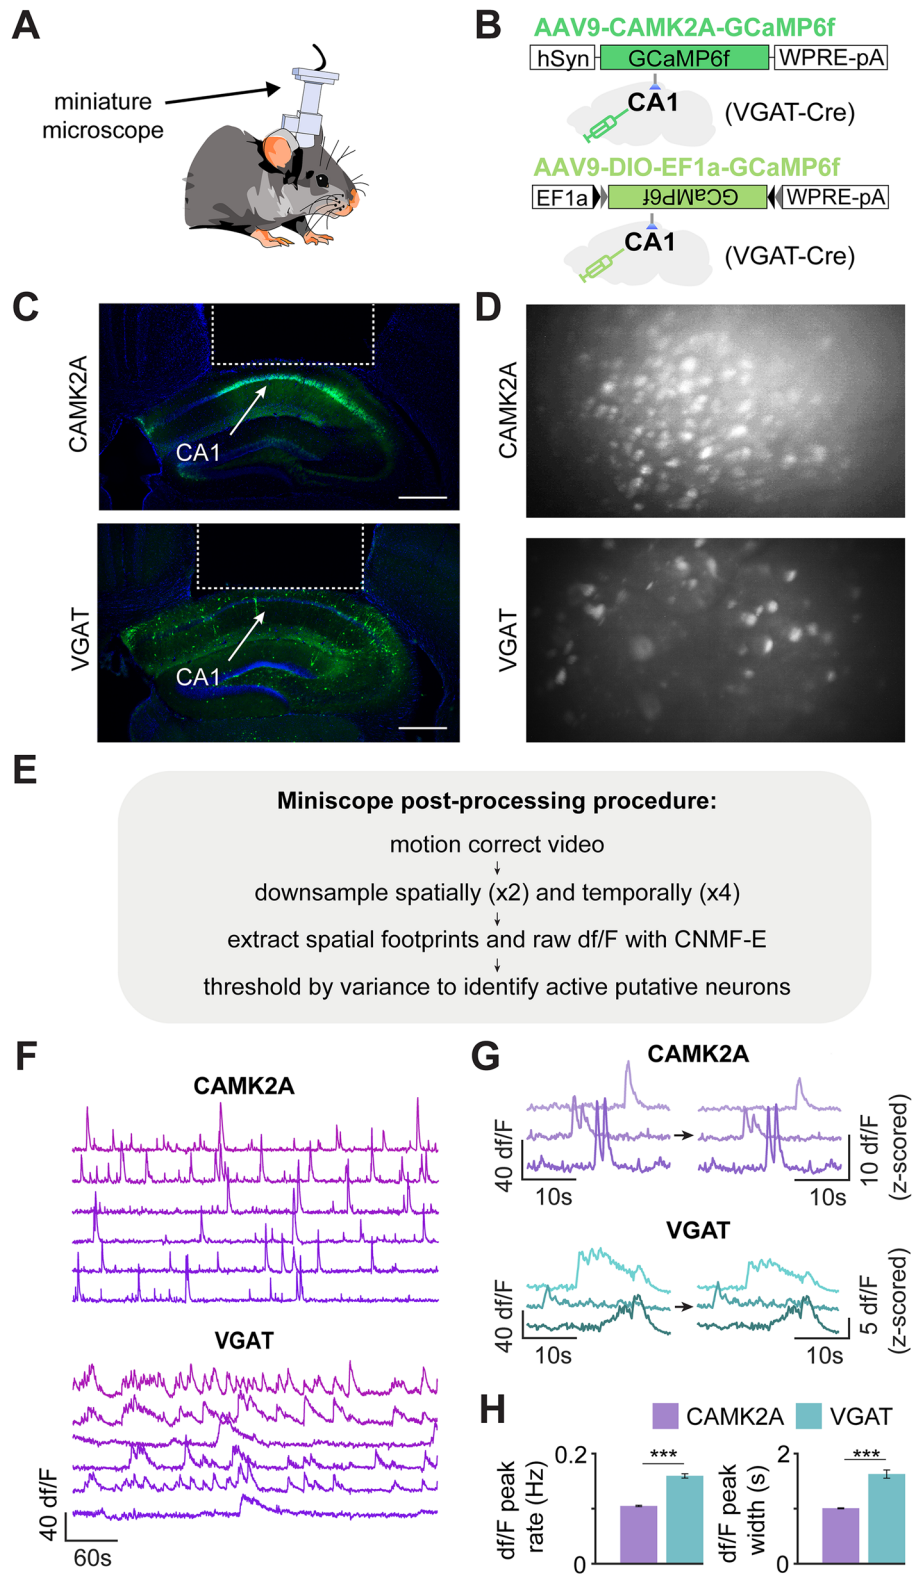 A
miniature
microscope
B
AAV9-CAMK2A-GCaMP6f
hSyn GCaMP6f WPRE-pA
CA1 (VGAT-Cre)
AAV9-DIO-EF1a-GCaMP6f
EF1a GCaMP6f WPRE-pA
CA1 (VGAT-Cre)
C
CAMK2A
CA1
VGAT
CA1
D
CAMK2A
VGAT
E
Miniscope post-processing procedure:
motion correct video
↓
downsample spatially (x2) and temporally (x4)
↓
extract spatial footprints and raw df/F with CNMF-E
↓
threshold by variance to identify active putative neurons
F
CAMK2A
VGAT
40 df/F
60s
G
CAMK2A
40 df/F
10s
10s
10 df/F
(z-scored)
VGAT
40 df/F
10s
10s
5 df/F
(z-scored)
H
CAMK2A VGAT
df/F peak
rate (Hz)
0.2
0
***
df/F peak
width (s)
2
0
***